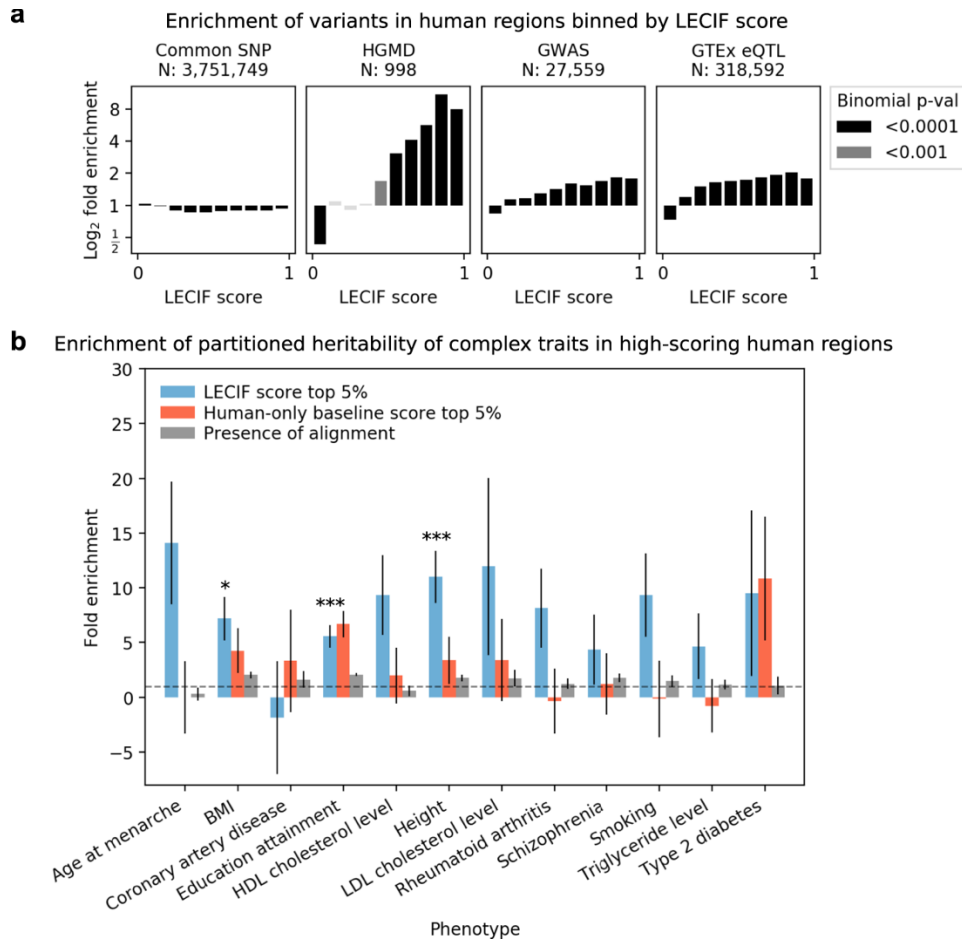 a
Enrichment of variants in human regions binned by LECIF score
Common SNP
N: 3,751,749
HGMD
N: 998
GWAS
N: 27,559
GTEx eQTL
N: 318,592
Log2 fold enrichment
8
4
2
1
1/2
0 1
LECIF score
0 1
LECIF score
0 1
LECIF score
0 1
LECIF score
Binomial p-val
<0.0001
<0.001
b
Enrichment of partitioned heritability of complex traits in high-scoring human regions
Fold enrichment
30
25
20
15
10
5
0
−5
LECIF score top 5%
Human-only baseline score top 5%
Presence of alignment
*
***
***
Age at menarche
BMI
Coronary artery disease
Education attainment
HDL cholesterol level
Height
LDL cholesterol level
Rheumatoid arthritis
Schizophrenia
Smoking
Triglyceride level
Type 2 diabetes
Phenotype